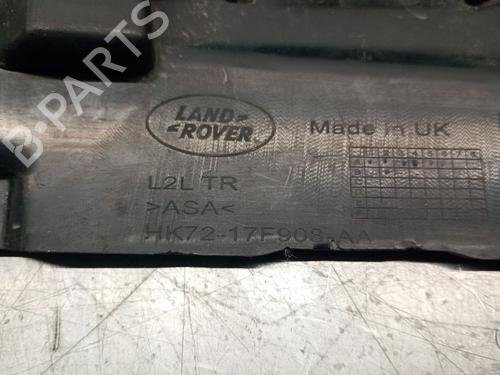 B-PARTS
LAND
ROVER
Made in UK
L2L TR
>ASA<
HK72-17F908-AA